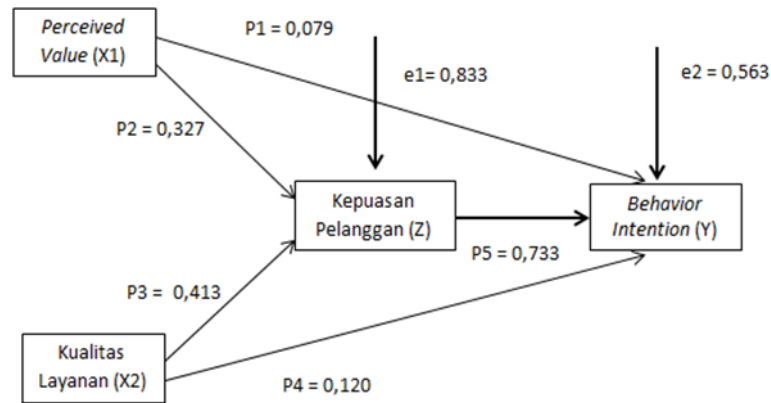 Perceived
Value (X1)
P1 = 0,079
e1= 0,833
e2 = 0,563
P2 = 0,327
Kepuasan
Pelanggan (Z)
Behavior
Intention (Y)
P5 = 0,733
P3 =  0,413
Kualitas
Layanan (X2)
P4 = 0,120